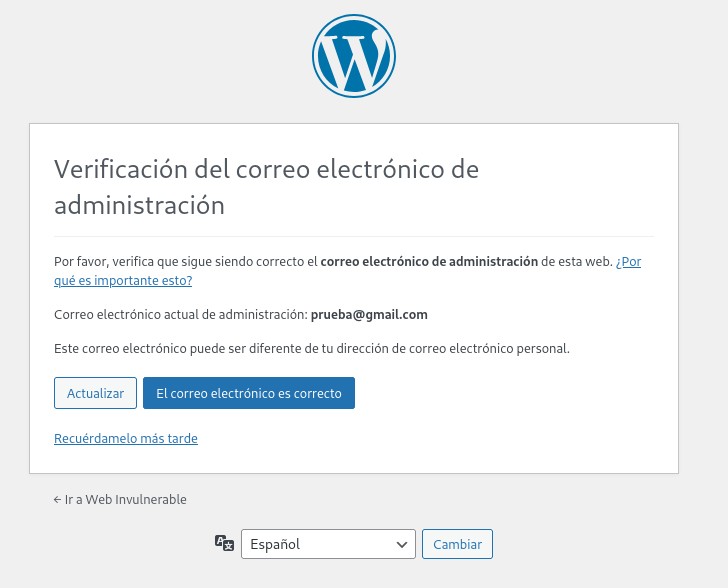 Verificación del correo electrónico de
administración
Por favor, verifica que sigue siendo correcto el correo electrónico de administración de esta web. ¿Por
qué es importante esto?
Correo electrónico actual de administración: prueba@gmail.com
Este correo electrónico puede ser diferente de tu dirección de correo electrónico personal.
Actualizar El correo electrónico es correcto
Recuérdamelo más tarde
← Ir a Web Invulnerable
Español Cambiar